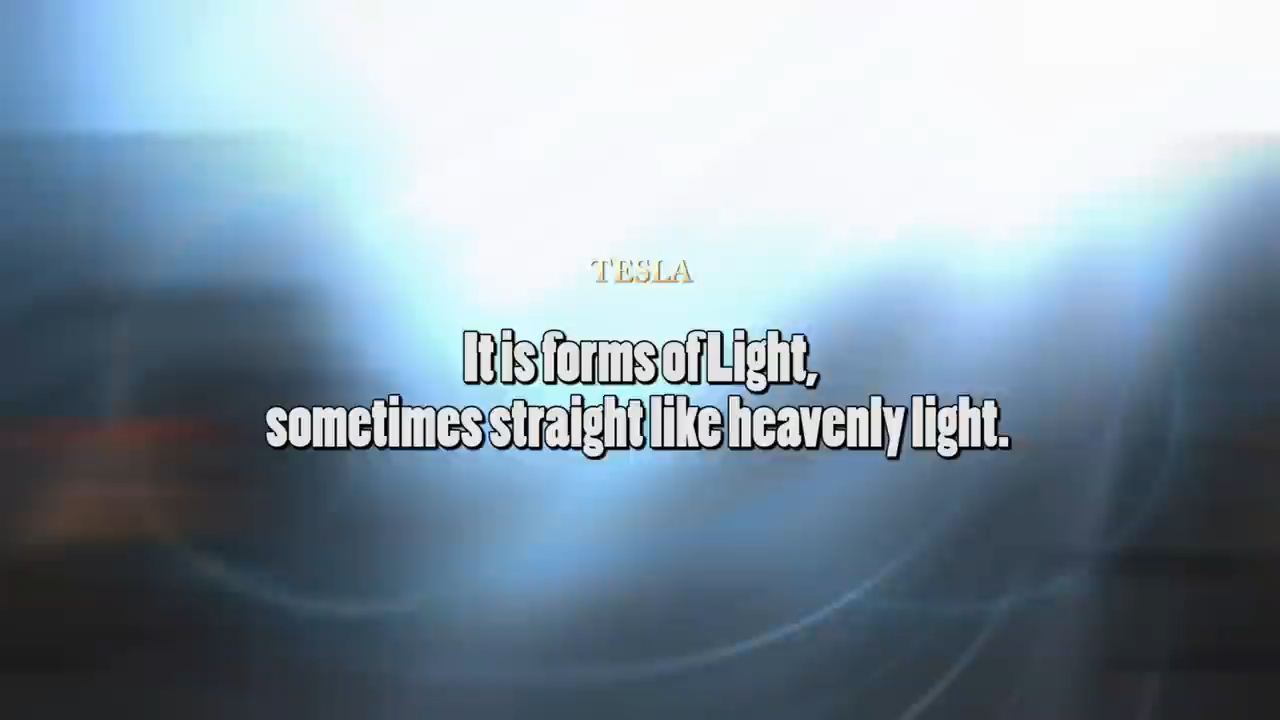 TESLA
It is forms of Light,
sometimes straight like heavenly light.